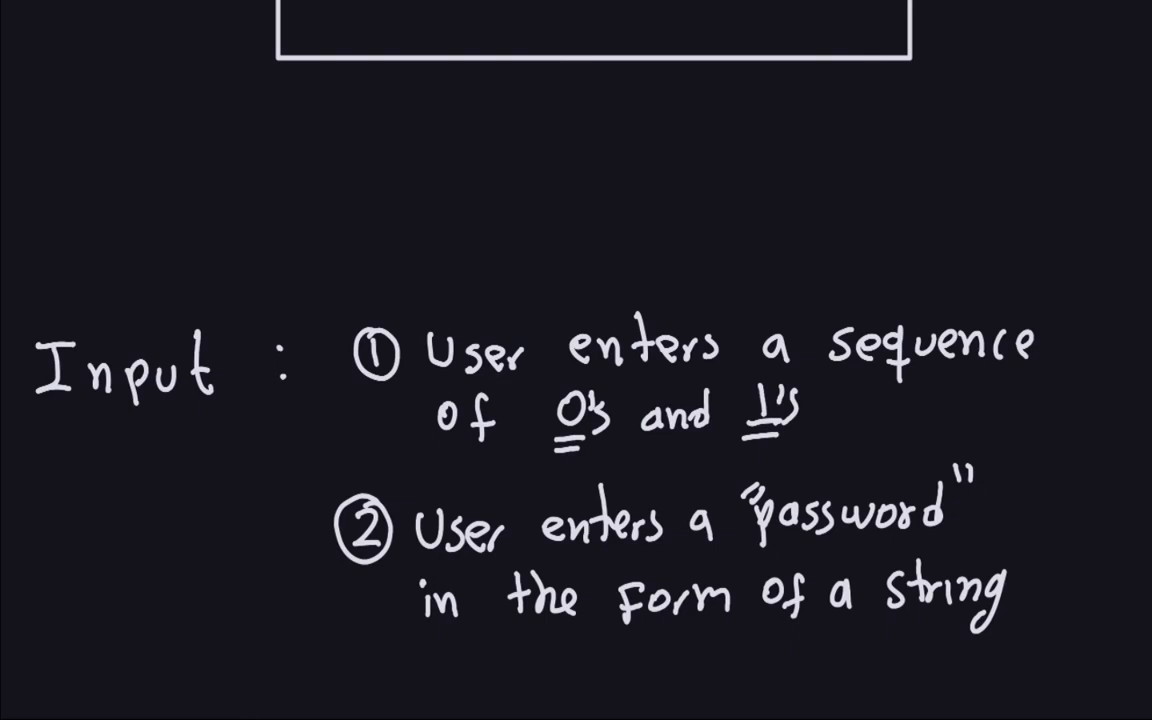 Input : ① User enters a sequence
of 0's and 1's
② User enters a "password"
in the form of a string